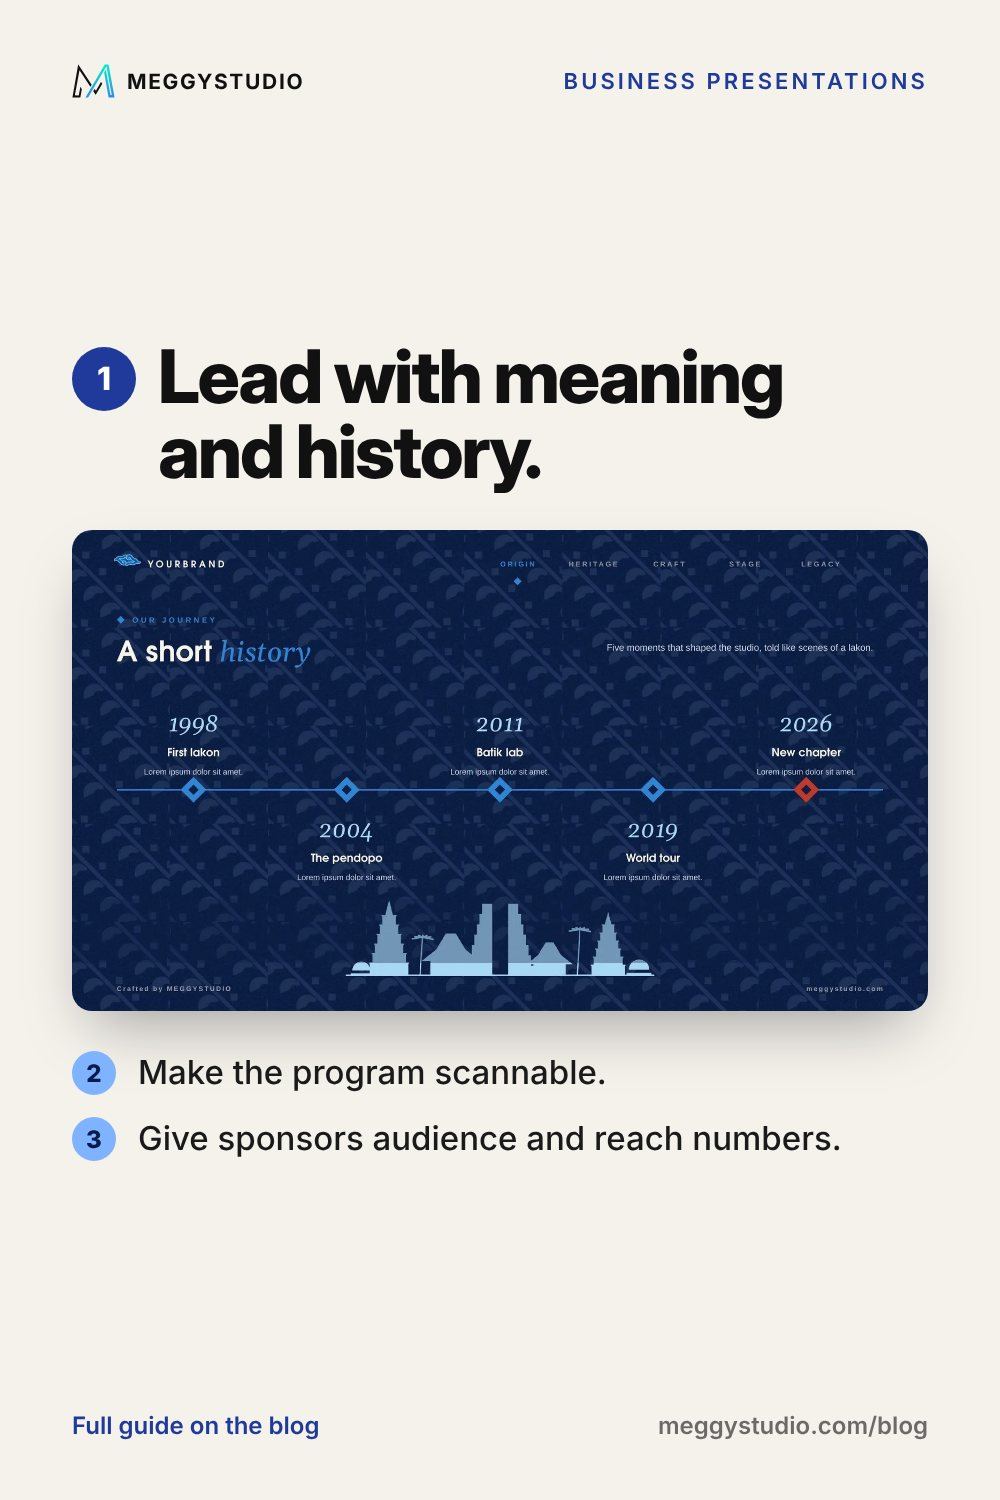 MEGGYSTUDIO
BUSINESS PRESENTATIONS
1
Lead with meaning
and history.
YOURBRAND
ORIGIN
HERITAGE
CRAFT
STAGE
LEGACY
OUR JOURNEY
A short history
Five moments that shaped the studio, told like scenes of a lakon.
1998
First lakon
Lorem ipsum dolor sit amet.
2011
Batik lab
Lorem ipsum dolor sit amet.
2026
New chapter
Lorem ipsum dolor sit amet.
2004
The pendopo
Lorem ipsum dolor sit amet.
2019
World tour
Lorem ipsum dolor sit amet.
Crafted by MEGGYSTUDIO
meggystudio.com
2 Make the program scannable.
3 Give sponsors audience and reach numbers.
Full guide on the blog
meggystudio.com/blog